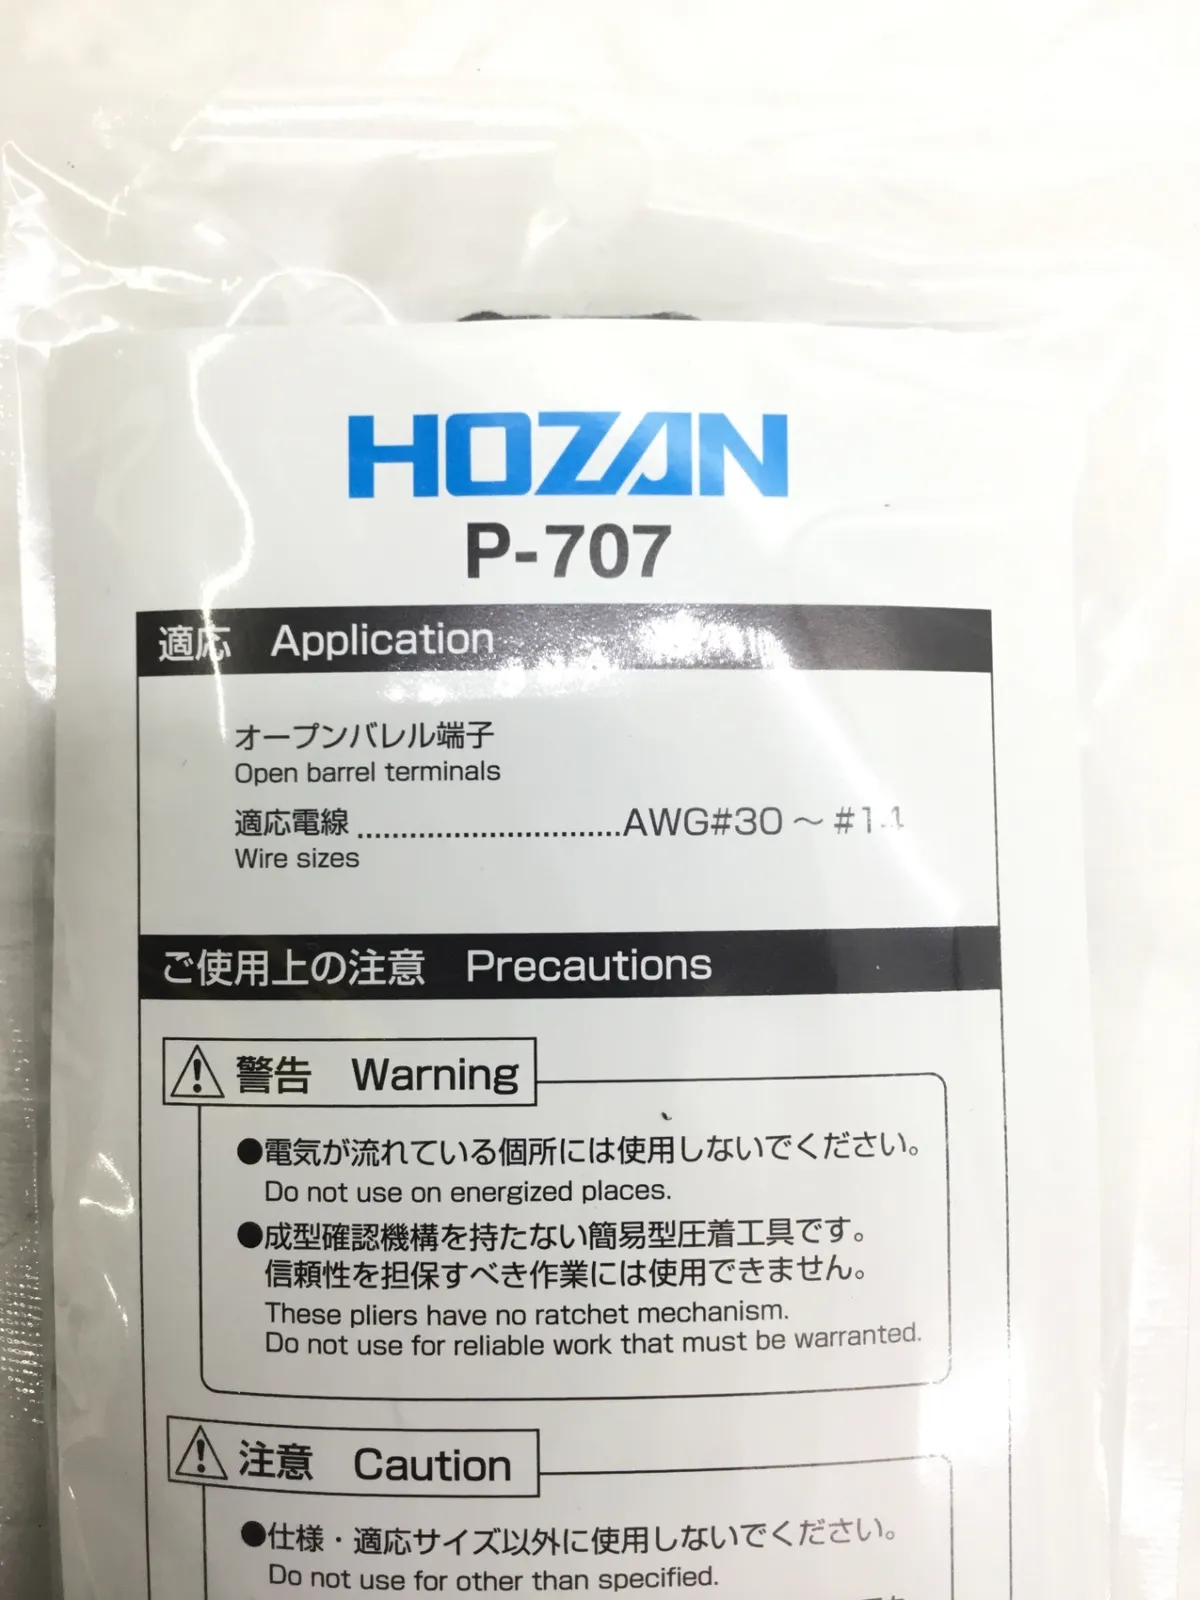 HOZAN
P-707
適応 Application
オープンバレル端子
Open barrel terminals
適応電線..............................AWG#30 ～ #14
Wire sizes
ご使用上の注意 Precautions
警告 Warning
●電気が流れている個所には使用しないでください。
Do not use on energized places.
●成型確認機構を持たない簡易型圧着工具です。
信頼性を担保すべき作業には使用できません。
These pliers have no ratchet mechanism.
Do not use for reliable work that must be warranted.
注意 Caution
●仕様・適応サイズ以外に使用しないでください。
Do not use for other than specified.